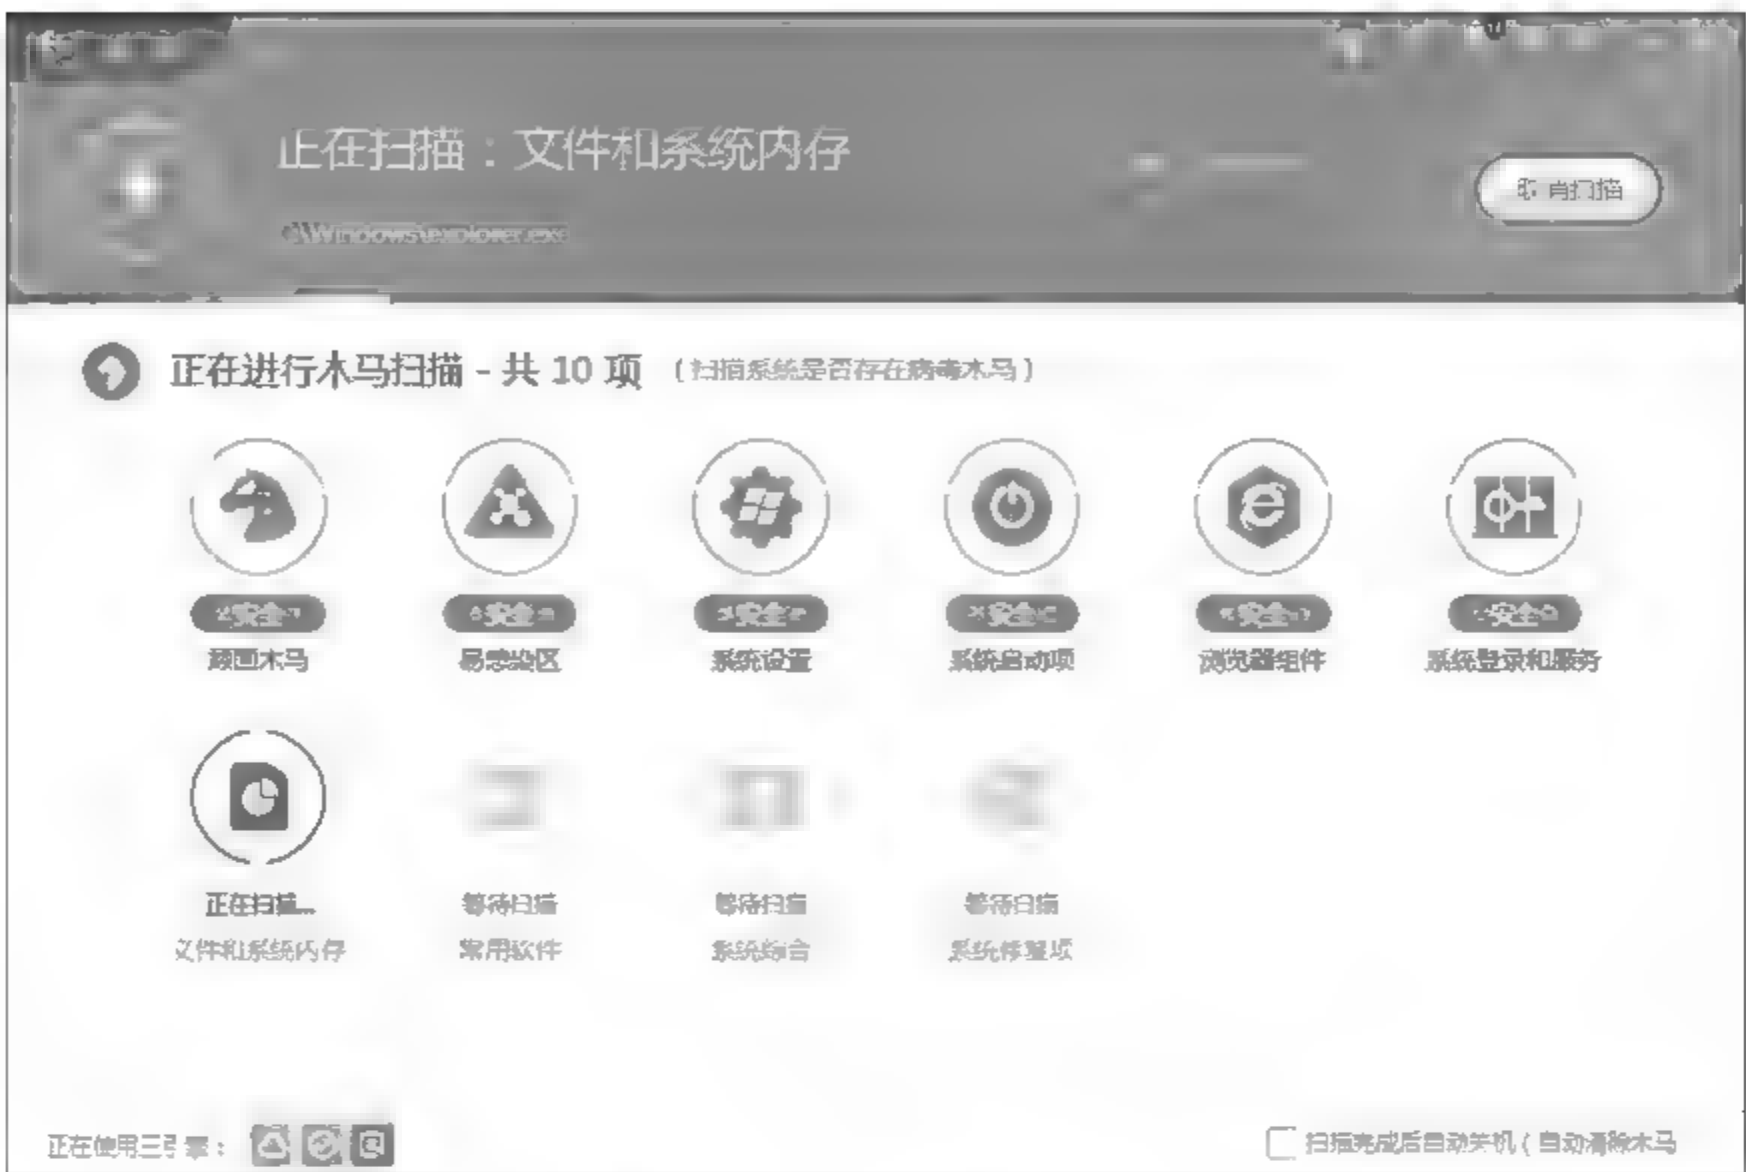 正在扫描：文件和系统内存
c:\Windows\explorer.exe
正在进行木马扫描 - 共 10 项 （扫描系统是否存在病毒木马）
安全 安全 安全 安全 安全 安全
顽固木马 易感染区 系统设置 系统启动项 浏览器组件 系统登录和服务
正在扫描... 等待扫描 等待扫描 等待扫描
文件和系统内存 常用软件 系统综合 系统修复项
正在使用三引擎：
扫描完成后自动关机（自动清除木马